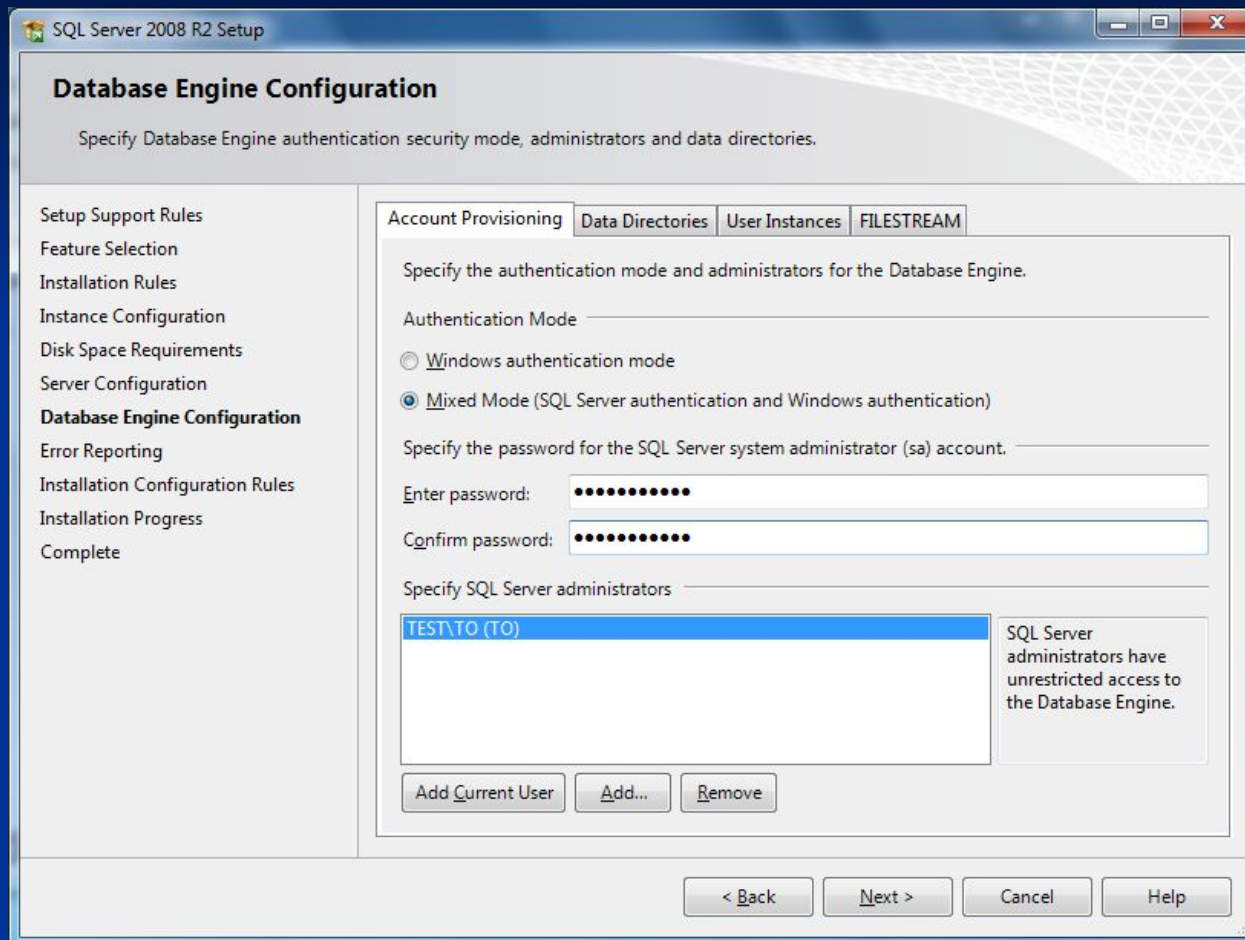 SQL Server 2008 R2 Setup
Database Engine Configuration
Specify Database Engine authentication security mode, administrators and data directories.
Setup Support Rules
Feature Selection
Installation Rules
Instance Configuration
Disk Space Requirements
Server Configuration
Database Engine Configuration
Error Reporting
Installation Configuration Rules
Installation Progress
Complete
Account Provisioning Data Directories User Instances FILESTREAM
Specify the authentication mode and administrators for the Database Engine.
Authentication Mode
Windows authentication mode
Mixed Mode (SQL Server authentication and Windows authentication)
Specify the password for the SQL Server system administrator (sa) account.
Enter password: ●●●●●●●●●●●
Confirm password: ●●●●●●●●●●●
Specify SQL Server administrators
TEST\TO (TO)
SQL Server
administrators have
unrestricted access to
the Database Engine.
Add Current User Add... Remove
< Back Next > Cancel Help